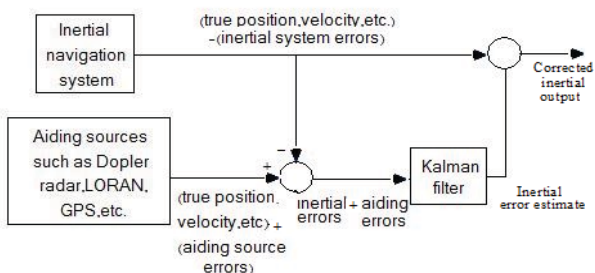 Inertial
navigation
system
(true position,velocity,etc.)
-(inertial system errors)
Corrected
inertial
output
Aiding sources
such as Dopler
radar,LORAN,
GPS,etc.
−
+
(true position,
velocity,etc) +
(aiding source
errors)
inertial + aiding
errors errors
Kalman
filter
Inertial
error estimate